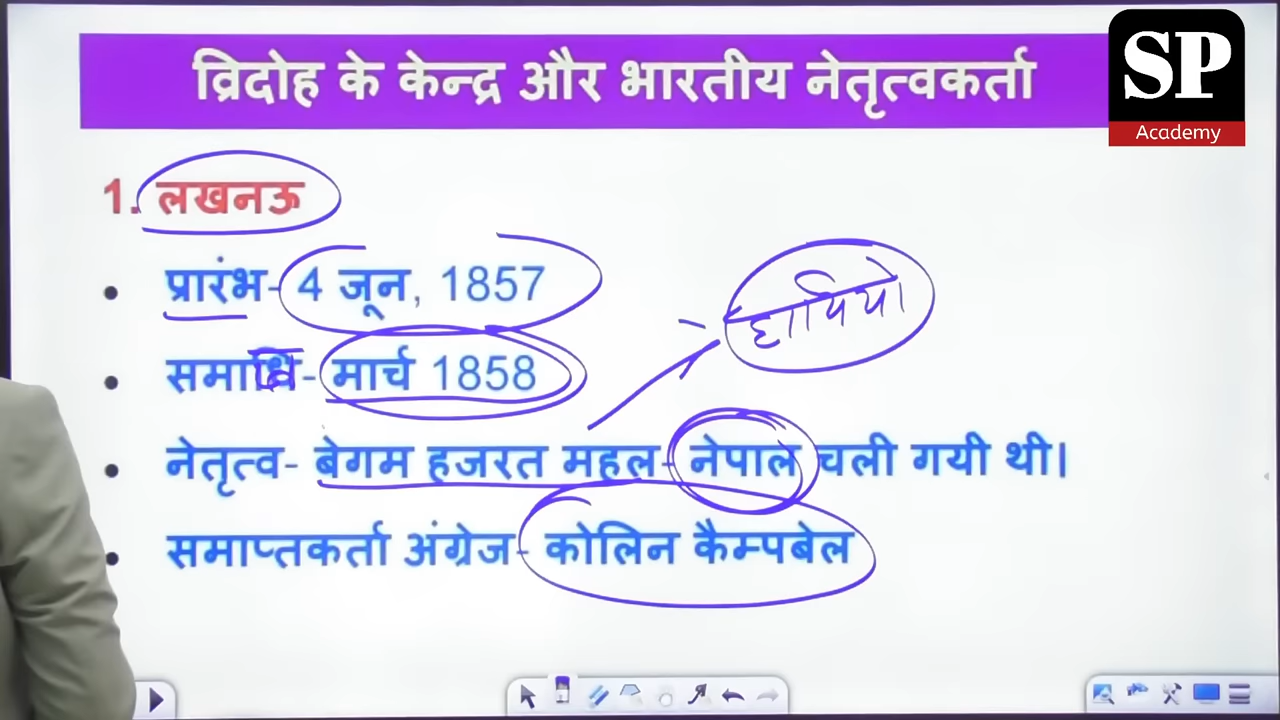 विद्रोह के केन्द्र और भारतीय नेतृत्वकर्ता
SP
Academy
1. लखनऊ
• प्रारंभ- 4 जून, 1857
• समाप्ति- मार्च 1858
हाथियो
• नेतृत्व- बेगम हजरत महल- नेपाल चली गयी थी।
• समाप्तकर्ता अंग्रेज- कोलिन कैम्पबेल